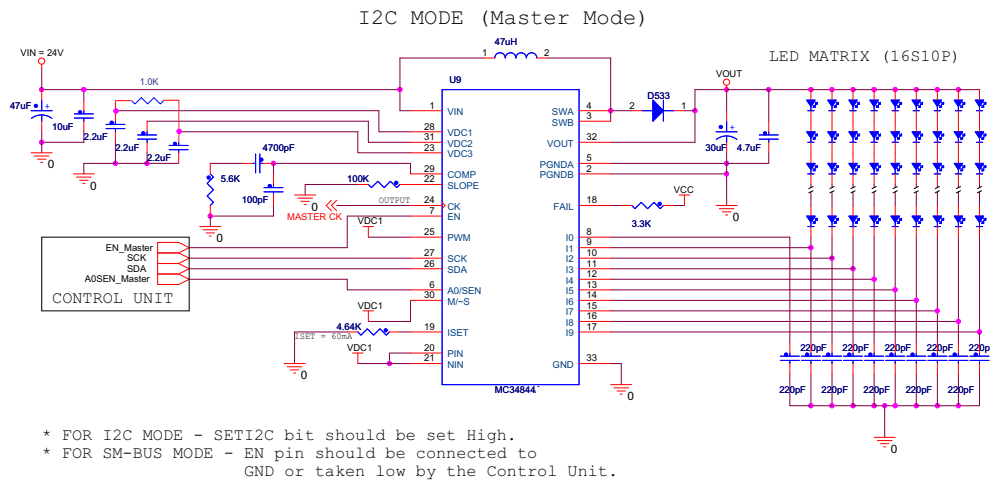 I2C MODE (Master Mode)
VIN = 24V
47uH
1
2
LED MATRIX (16S10P)
VOUT
1.0K
U9
D533
47uF
10uF
2.2uF
2.2uF
2.2uF
1 VIN
28 VDC1
31 VDC2
23 VDC3
29 COMP
22 SLOPE
24 CK
7 EN
25 PWM
27 SCK
26 SDA
6 A0/SEN
30 M/~S
19 ISET
20 PIN
21 NIN
SWA 4
SWB 3
VOUT 32
PGNDA 5
PGNDB 2
FAIL 18
I0 8
I1 9
I2 10
I3 11
I4 12
I5 13
I6 14
I7 15
I8 16
I9 17
GND 33
MC34844
2
1
30uF
4.7uF
0
0
0
4700pF
5.6K
100pF
0
100K
0
OUTPUT
MASTER CK
VDC1
VCC
3.3K
EN_Master
SCK
SDA
A0SEN_Master
CONTROL UNIT
VDC1
4.64K
ISET = 60mA
VDC1
0
0
0
220pF 220pF 220pF 220pF 220p
220pF 220pF 220pF 220pF 220pF
0
* FOR I2C MODE - SETI2C bit should be set High.
* FOR SM-BUS MODE - EN pin should be connected to
GND or taken low by the Control Unit.